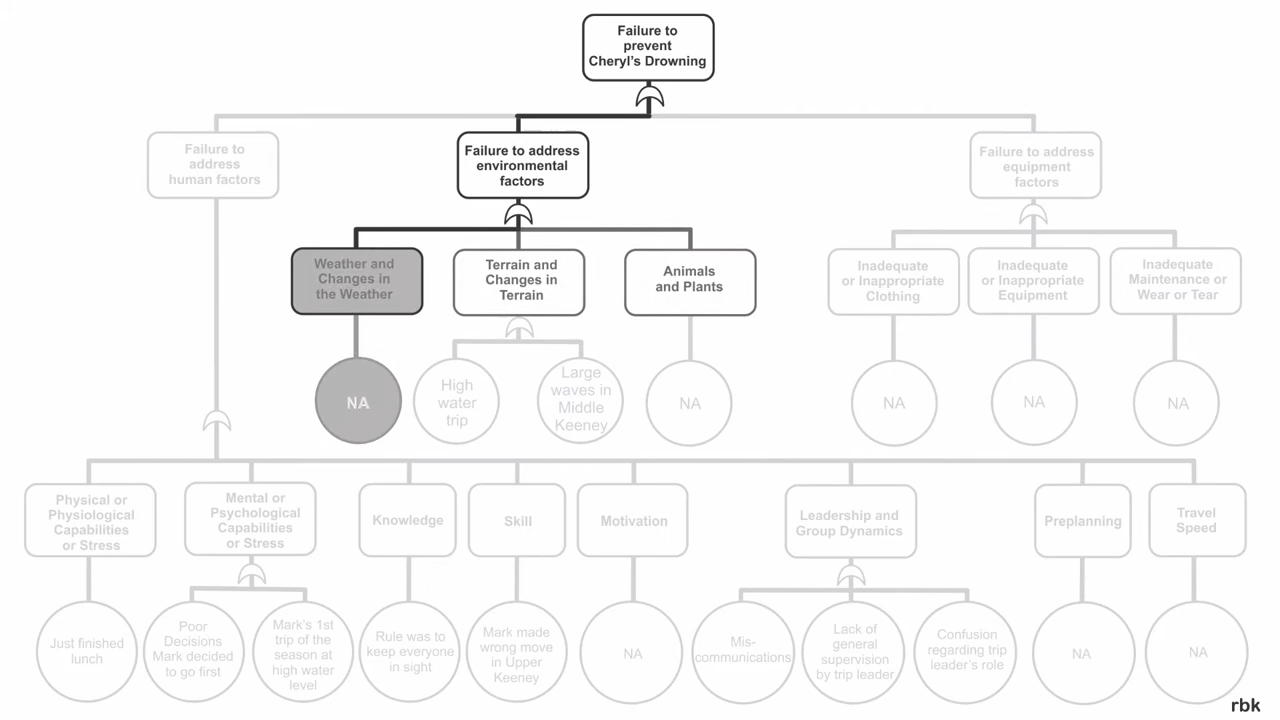 Failure to
prevent
Cheryl's Drowning
Failure to
address
human factors
Failure to address
environmental
factors
Failure to address
equipment
factors
Weather and
Changes in
the Weather
Terrain and
Changes in
Terrain
Animals
and Plants
Inadequate
or Inappropriate
Clothing
Inadequate
or Inappropriate
Equipment
Inadequate
Maintenance or
Wear or Tear
NA
High
water
trip
Large
waves in
Middle
Keeney
NA
NA
NA
NA
Physical or
Physiological
Capabilities
or Stress
Mental or
Psychological
Capabilities
or Stress
Knowledge
Skill
Motivation
Leadership and
Group Dynamics
Preplanning
Travel
Speed
Just finished
lunch
Poor
Decisions
Mark decided
to go first
Mark's 1st
trip of the
season at
high water
level
Rule was to
keep everyone
in sight
Mark made
wrong move
in Upper
Keeney
NA
Mis-
communications
Lack of
general
supervision
by trip leader
Confusion
regarding trip
leader's role
NA
NA
rbk